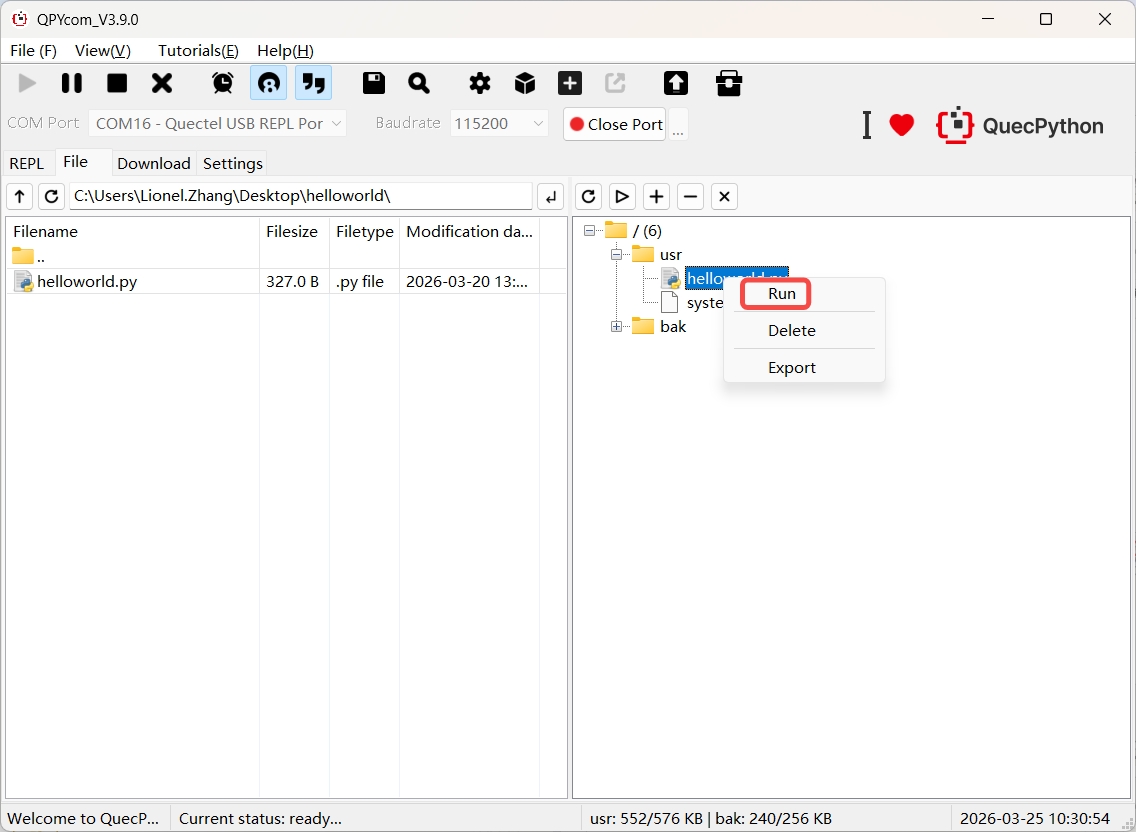 QPYcom_V3.9.0
File (F) View(V) Tutorials(E) Help(H)
COM Port COM16 - Quectel USB REPL Por Baudrate 115200 Close Port ... I QuecPython
REPL File Download Settings
C:\Users\Lionel.Zhang\Desktop\helloworld\
Filename Filesize Filetype Modification da...
..
helloworld.py 327.0 B .py file 2026-03-20 13:...
/ (6)
usr
helloworld.py
syste
bak
Run
Delete
Export
Welcome to QuecP... Current status: ready... usr: 552/576 KB | bak: 240/256 KB 2026-03-25 10:30:54